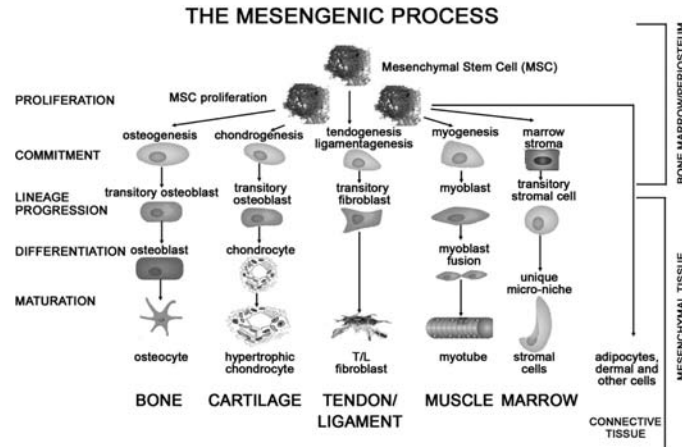 THE MESENGENIC PROCESS
Mesenchymal Stem Cell (MSC)
PROLIFERATION
MSC proliferation
osteogenesis
chondrogenesis
tendogenesis
ligamentagenesis
myogenesis
marrow
stroma
COMMITMENT
transitory osteoblast
transitory
osteoblast
transitory
fibroblast
myoblast
transitory
stromal cell
LINEAGE
PROGRESSION
DIFFERENTIATION
osteoblast
chondrocyte
myoblast
fusion
unique
micro-niche
MATURATION
osteocyte
hypertrophic
chondrocyte
T/L
fibroblast
myotube
stromal
cells
adipocytes,
dermal and
other cells
BONE
CARTILAGE
TENDON/
LIGAMENT
MUSCLE
MARROW
CONNECTIVE
TISSUE
BONE MARROW/PERIOSTEUM
MESENCHYMAL TISSUE